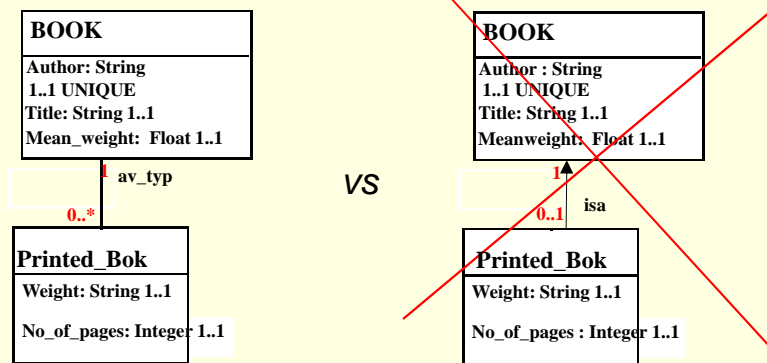 BOOK
Author: String
1..1 UNIQUE
Title: String 1..1
Mean_weight: Float 1..1
1 av_typ
0..*
Printed_Bok
Weight: String 1..1
No_of_pages: Integer 1..1
vs
BOOK
Author : String
1..1 UNIQUE
Title: String 1..1
Meanweight: Float 1..1
1
0..1 isa
Printed_Bok
Weight: String 1..1
No_of_pages : Integer 1..1